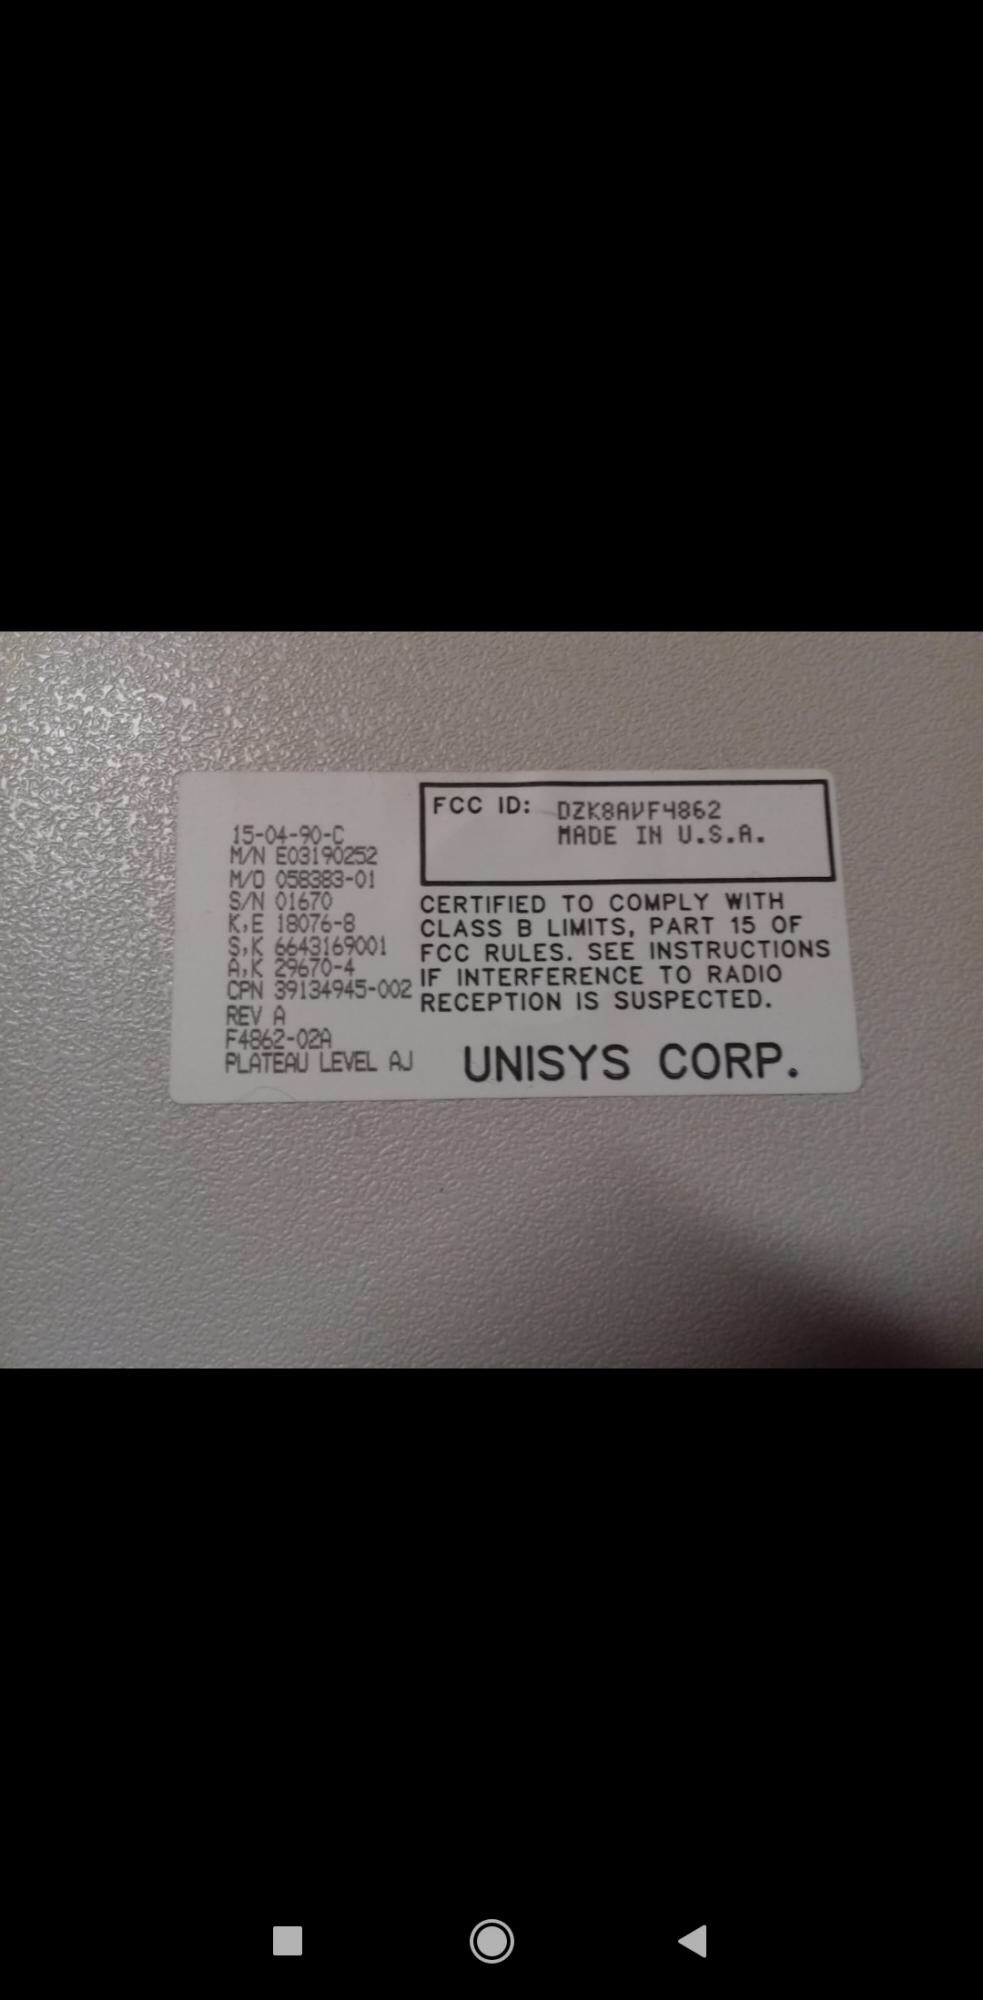 15-04-90-C
M/N E03190252
M/O 058383-01
S/N 01670
K,E 18076-8
S,K 6643169001
A,K 29670-4
CPN 39134945-002
REV A
F4862-02A
PLATEAU LEVEL AJ
FCC ID: DZK8AVF4862
MADE IN U.S.A.
CERTIFIED TO COMPLY WITH
CLASS B LIMITS, PART 15 OF
FCC RULES. SEE INSTRUCTIONS
IF INTERFERENCE TO RADIO
RECEPTION IS SUSPECTED.
UNISYS CORP.